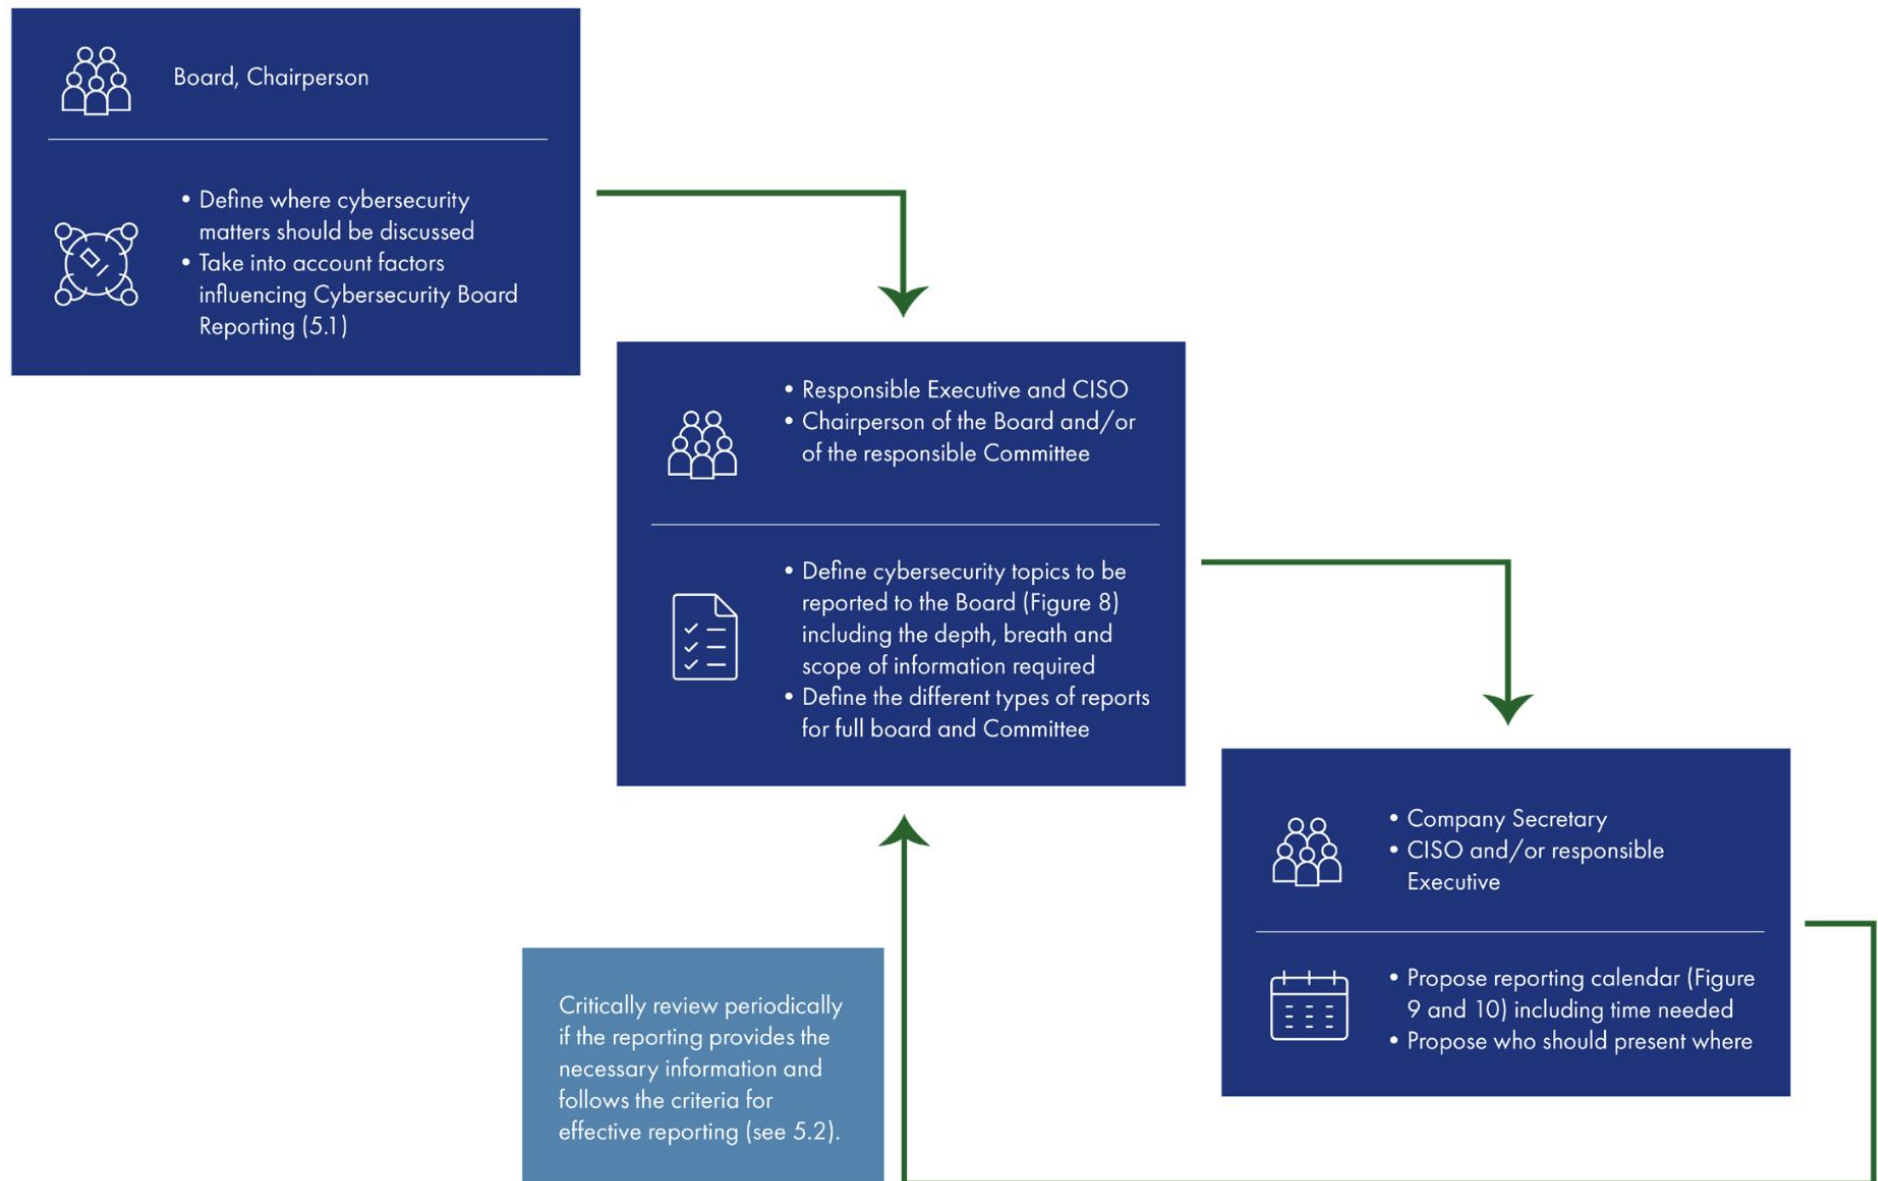 Board, Chairperson
• Define where cybersecurity
matters should be discussed
• Take into account factors
influencing Cybersecurity Board
Reporting (5.1)
• Responsible Executive and CISO
• Chairperson of the Board and/or
of the responsible Committee
• Define cybersecurity topics to be
reported to the Board (Figure 8)
including the depth, breath and
scope of information required
• Define the different types of reports
for full board and Committee
• Company Secretary
• CISO and/or responsible
Executive
• Propose reporting calendar (Figure
9 and 10) including time needed
• Propose who should present where
Critically review periodically
if the reporting provides the
necessary information and
follows the criteria for
effective reporting (see 5.2).